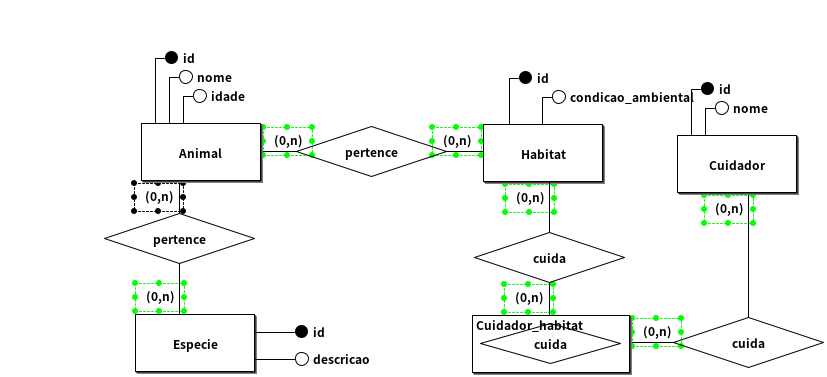 id
nome
idade
id
condicao_ambiental
id
nome
Animal
(0,n)
pertence
(0,n)
Habitat
Cuidador
(0,n)
(0,n)
(0,n)
pertence
cuida
(0,n)
(0,n)
Especie
id
descricao
Cuidador_habitat
cuida
(0,n)
cuida